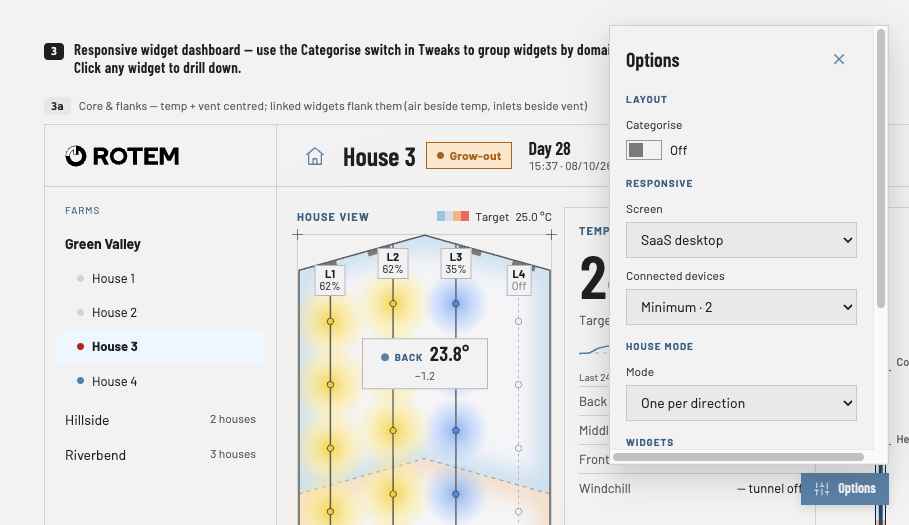 3 Responsive widget dashboard — use the Categorise switch in Tweaks to group widgets by domai
Click any widget to drill down.
3a Core & flanks — temp + vent centred; linked widgets flank them (air beside temp, inlets beside vent)
ROTEM
House 3
Grow-out
Day 28
15:37 · 08/10/26
FARMS
Green Valley
House 1
House 2
House 3
House 4
Hillside 2 houses
Riverbend 3 houses
HOUSE VIEW
Target 25.0 °C
L1
62%
L2
62%
L3
35%
L4
Off
BACK 23.8°
−1.2
TEMP
2
Targe
Last 24
Back
Middl
Front
Windchill — tunnel off
Co
He
Options
LAYOUT
Categorise
Off
RESPONSIVE
Screen
SaaS desktop
Connected devices
Minimum · 2
HOUSE MODE
Mode
One per direction
WIDGETS
Options